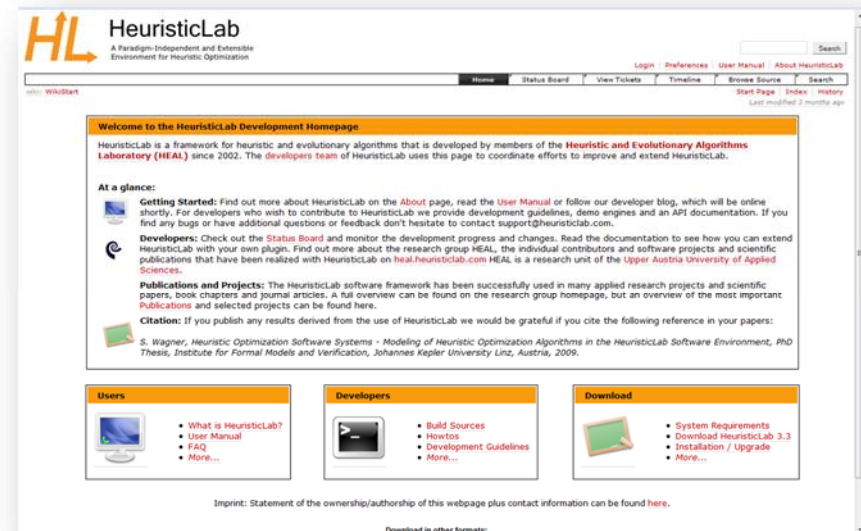 HL HeuristicLab
A Paradigm-Independent and Extensible
Environment for Heuristic Optimization
Search
Login Preferences User Manual About HeuristicLab
Home Status Board View Tickets Timeline Browse Source Search
wiki: WikiStart
Start Page Index History
Last modified 3 months ago
Welcome to the HeuristicLab Development Homepage
HeuristicLab is a framework for heuristic and evolutionary algorithms that is developed by members of the Heuristic and Evolutionary Algorithms
Laboratory (HEAL) since 2002. The developers team of HeuristicLab uses this page to coordinate efforts to improve and extend HeuristicLab.
At a glance:
Getting Started: Find out more about HeuristicLab on the About page, read the User Manual or follow our developer blog, which will be online
shortly. For developers who wish to contribute to HeuristicLab we provide development guidelines, demo engines and an API documentation. If you
find any bugs or have additional questions or feedback don't hesitate to contact support@heuristiclab.com.
Developers: Check out the Status Board and monitor the development progress and changes. Read the documentation to see how you can extend
HeuristicLab with your own plugin. Find out more about the research group HEAL, the individual contributors and software projects and scientific
publications that have been realized with HeuristicLab on heal.heuristiclab.com HEAL is a research unit of the Upper Austria University of Applied
Sciences.
Publications and Projects: The HeuristicLab software framework has been successfully used in many applied research projects and scientific
papers, book chapters and journal articles. A full overview can be found on the research group homepage, but an overview of the most important
Publications and selected projects can be found here.
Citation: If you publish any results derived from the use of HeuristicLab we would be grateful if you cite the following reference in your papers:
S. Wagner, Heuristic Optimization Software Systems - Modeling of Heuristic Optimization Algorithms in the HeuristicLab Software Environment, PhD
Thesis, Institute for Formal Models and Verification, Johannes Kepler University Linz, Austria, 2009.
Users
What is HeuristicLab?
User Manual
FAQ
More...
Developers
Build Sources
Howtos
Development Guidelines
More...
Download
System Requirements
Download HeuristicLab 3.3
Installation / Upgrade
More...
Imprint: Statement of the ownership/authorship of this webpage plus contact information can be found here.
Download in other formats: